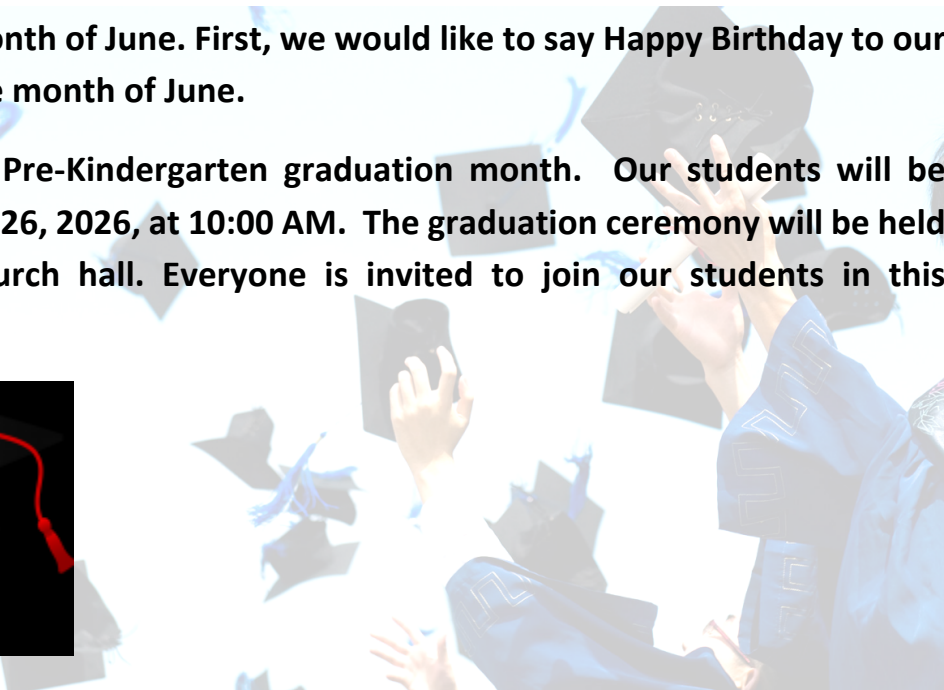 onth of June. First, we would like to say Happy Birthday to our
month of June.
Pre-Kindergarten graduation month. Our students will be
26, 2026, at 10:00 AM. The graduation ceremony will be held
urch hall. Everyone is invited to join our students in this